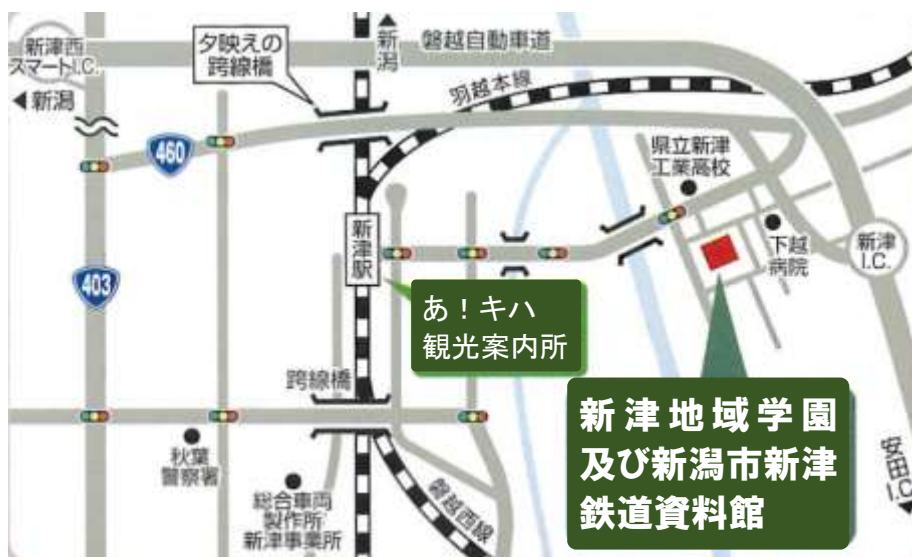 新津西
スマートI.C.
◀新潟
夕映えの
跨線橋
▲新潟
磐越自動車道
羽越本線
460
県立新津
工業高校
新津駅
下越
病院
新津
I.C.
403
あ！キハ
観光案内所
跨線橋
新津地域学園
及び新潟市新津
鉄道資料館
秋葉
警察署
総合車両
製作所
新津事業所
磐越西線
安田I.C.▼